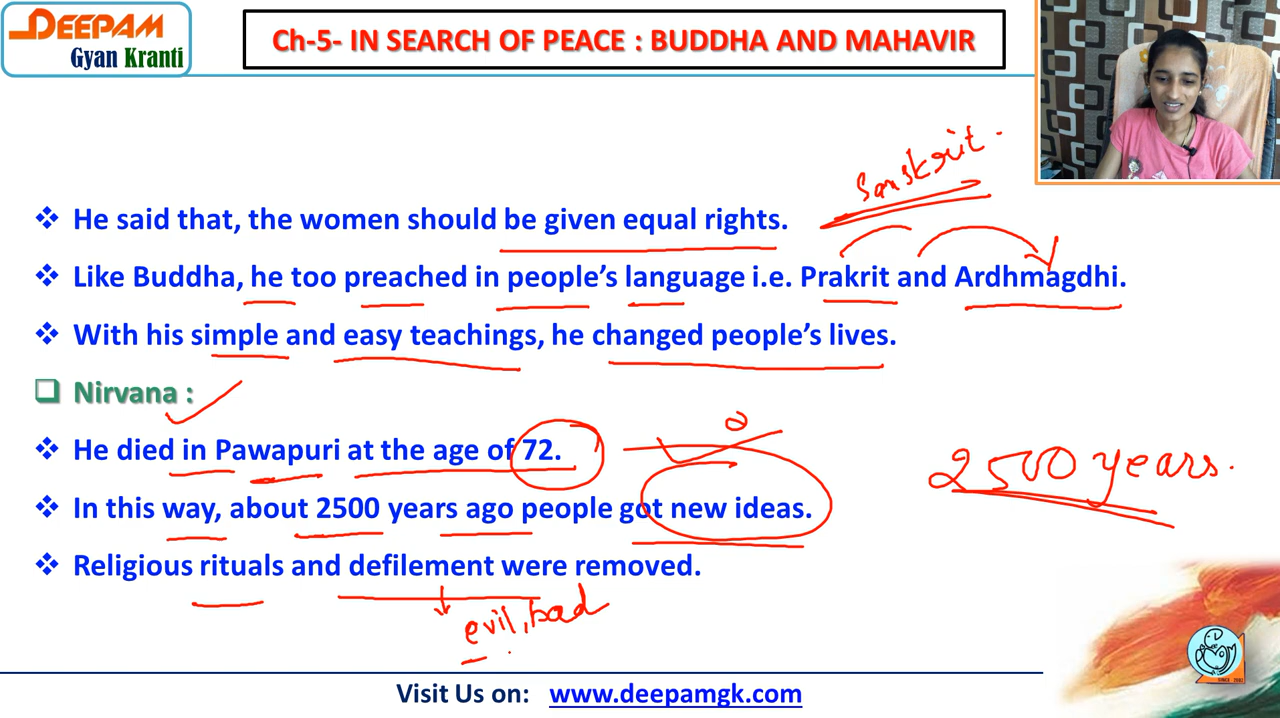 DEEPAM
Gyan Kranti
Ch-5- IN SEARCH OF PEACE : BUDDHA AND MAHAVIR
Sanskrit.
He said that, the women should be given equal rights.
Like Buddha, he too preached in people's language i.e. Prakrit and Ardhmagdhi.
With his simple and easy teachings, he changed people's lives.
Nirvana :
He died in Pawapuri at the age of 72.
2500 years.
In this way, about 2500 years ago people got new ideas.
Religious rituals and defilement were removed.
evil, bad
Visit Us on: www.deepamgk.com